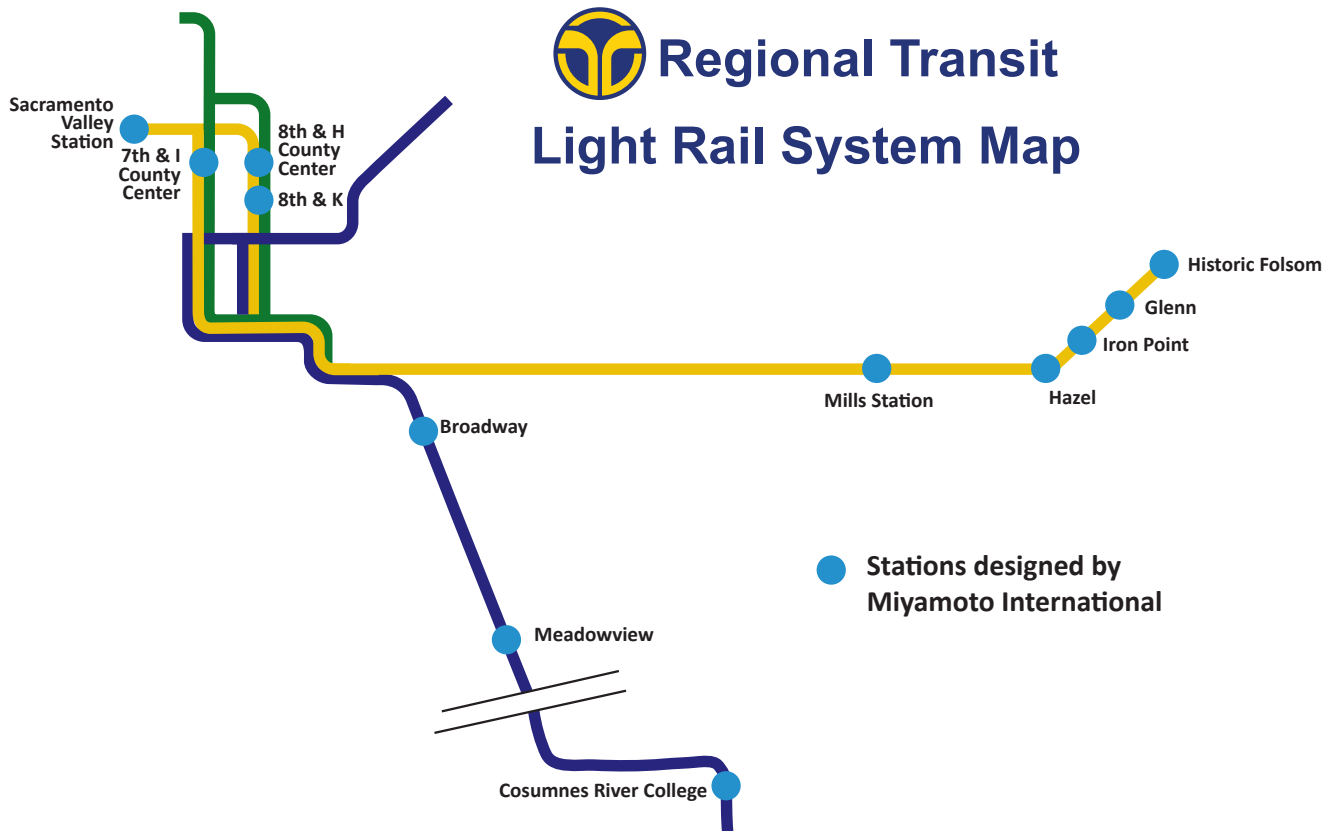 Regional Transit
Light Rail System Map
Sacramento
Valley
Station
7th & I
County
Center
8th & H
County
Center
8th & K
Historic Folsom
Glenn
Iron Point
Hazel
Mills Station
Broadway
Stations designed by
Miyamoto International
Meadowview
Cosumnes River College